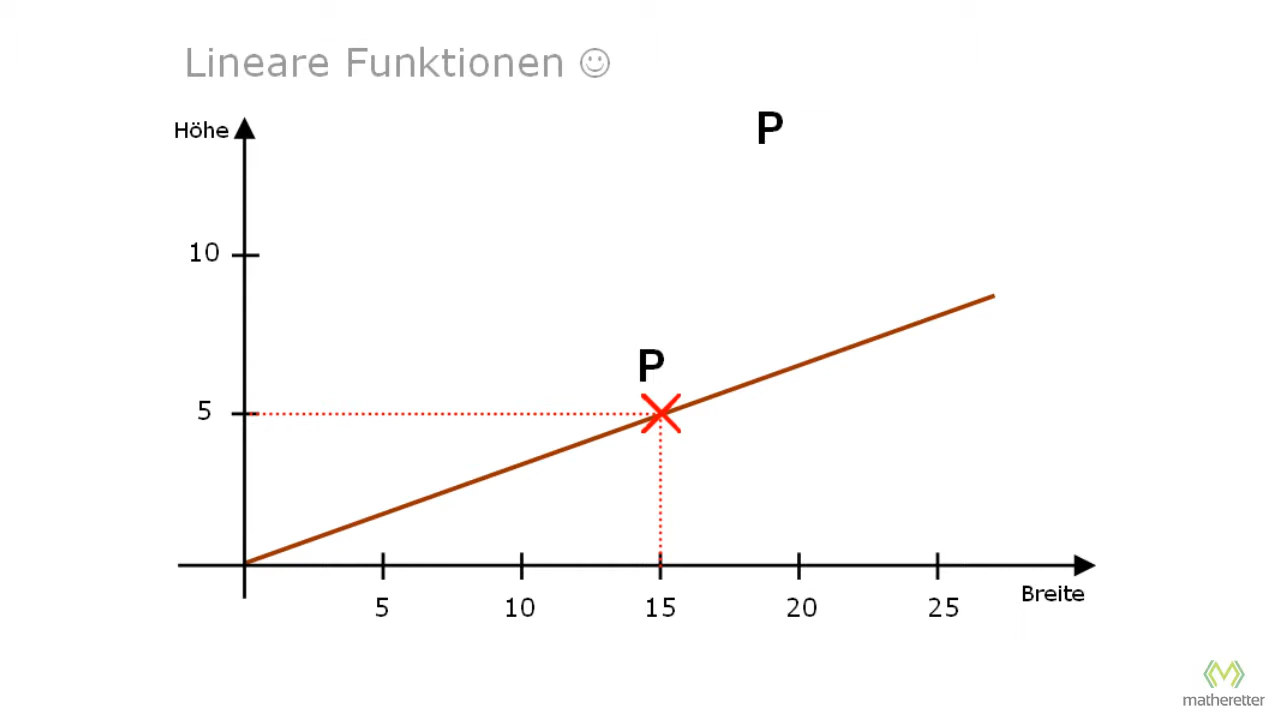 Lineare Funktionen ☺
Höhe
P
10
P
5
5 10 15 20 25
Breite
matheretter